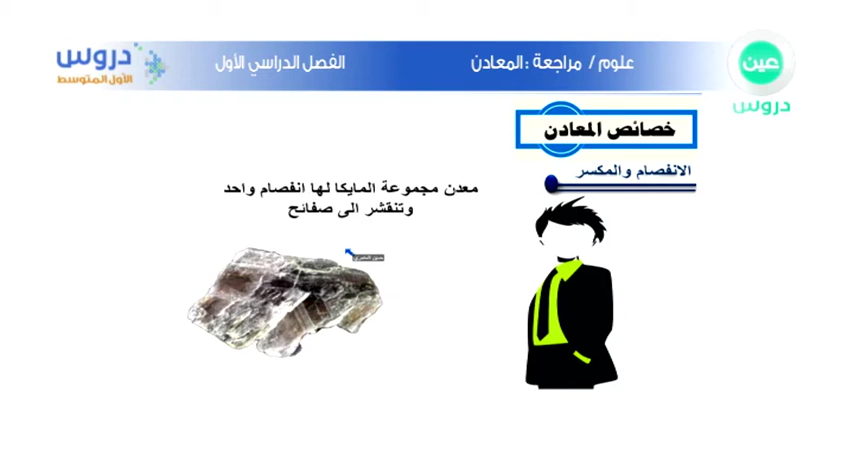 دروس
الأول المتوسط
الفصل الدراسي الأول
علوم / مراجعة : المعادن
عين
دروس
خصائص المعادن
الانفصام والمكسر
معدن مجموعة المايكا لها انفصام واحد
وتنقشر الى صفائح